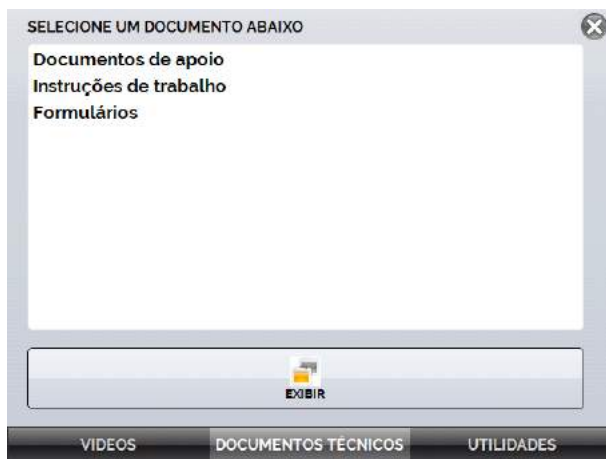 SELECIONE UM DOCUMENTO ABAIXO
Documentos de apoio
Instruções de trabalho
Formulários
EXIBIR
VIDEOS DOCUMENTOS TÉCNICOS UTILIDADES